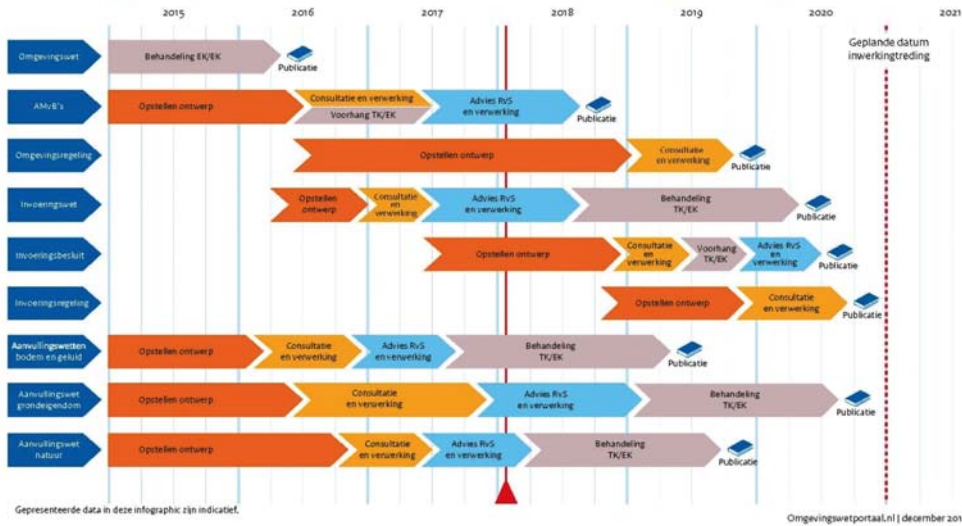 2015 2016 2017 2018 2019 2020 2021
Geplande datum
inwerkingtreding
Omgevingswet
Behandeling EK/EK
Publicatie
AMvB's
Opstellen ontwerp
Consultatie en verwerking
Voorhang TK/EK
Advies RvS
en verwerking
Publicatie
Omgevingsregeling
Opstellen ontwerp
Consultatie
en verwerking
Publicatie
Invoeringswet
Opstellen
ontwerp
Consultatie
en
verwerking
Advies RvS
en verwerking
Behandeling
TK/EK
Publicatie
Invoeringsbesluit
Opstellen ontwerp
Consultatie
en
verwerking
Voorhang
TK/EK
Advies RvS
en
verwerking
Publicatie
Invoeringsregeling
Opstellen ontwerp
Consultatie
en verwerking
Publicatie
Aanvullingswetten
bodem en geluid
Opstellen ontwerp
Consultatie
en verwerking
Advies RvS
en verwerking
Behandeling
TK/EK
Publicatie
Aanvullingswet
grondeigendom
Opstellen ontwerp
Consultatie
en verwerking
Advies RvS
en verwerking
Behandeling
TK/EK
Publicatie
Aanvullingswet
natuur
Opstellen ontwerp
Consultatie
en verwerking
Advies RvS
en verwerking
Behandeling
TK/EK
Publicatie
Gepresenteerde data in deze infographic zijn indicatief.
Omgevingswetportaal.nl | december 201